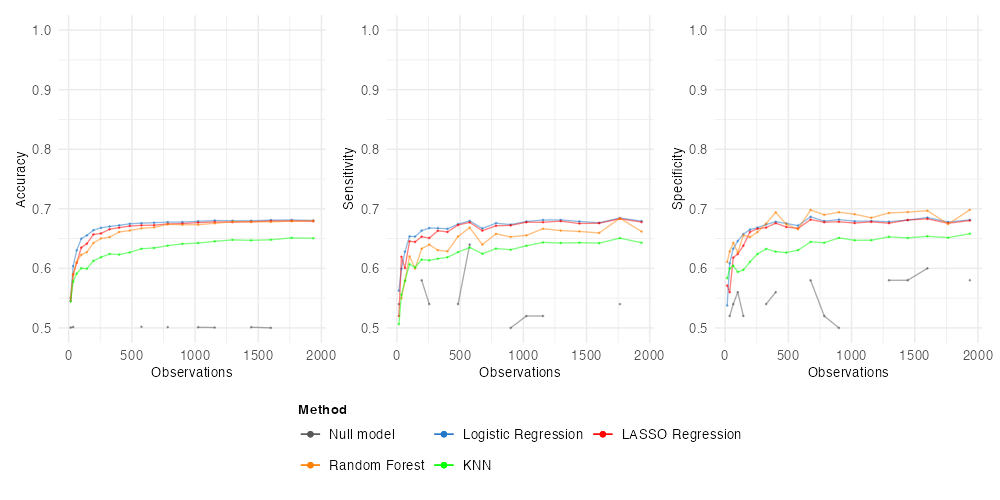 Accuracy
1.0
0.9
0.8
0.7
0.6
0.5
0 500 1000 1500 2000
Observations
Sensitivity
1.0
0.9
0.8
0.7
0.6
0.5
0 500 1000 1500 2000
Observations
Specificity
1.0
0.9
0.8
0.7
0.6
0.5
0 500 1000 1500 2000
Observations
Method
Null model Logistic Regression LASSO Regression
Random Forest KNN